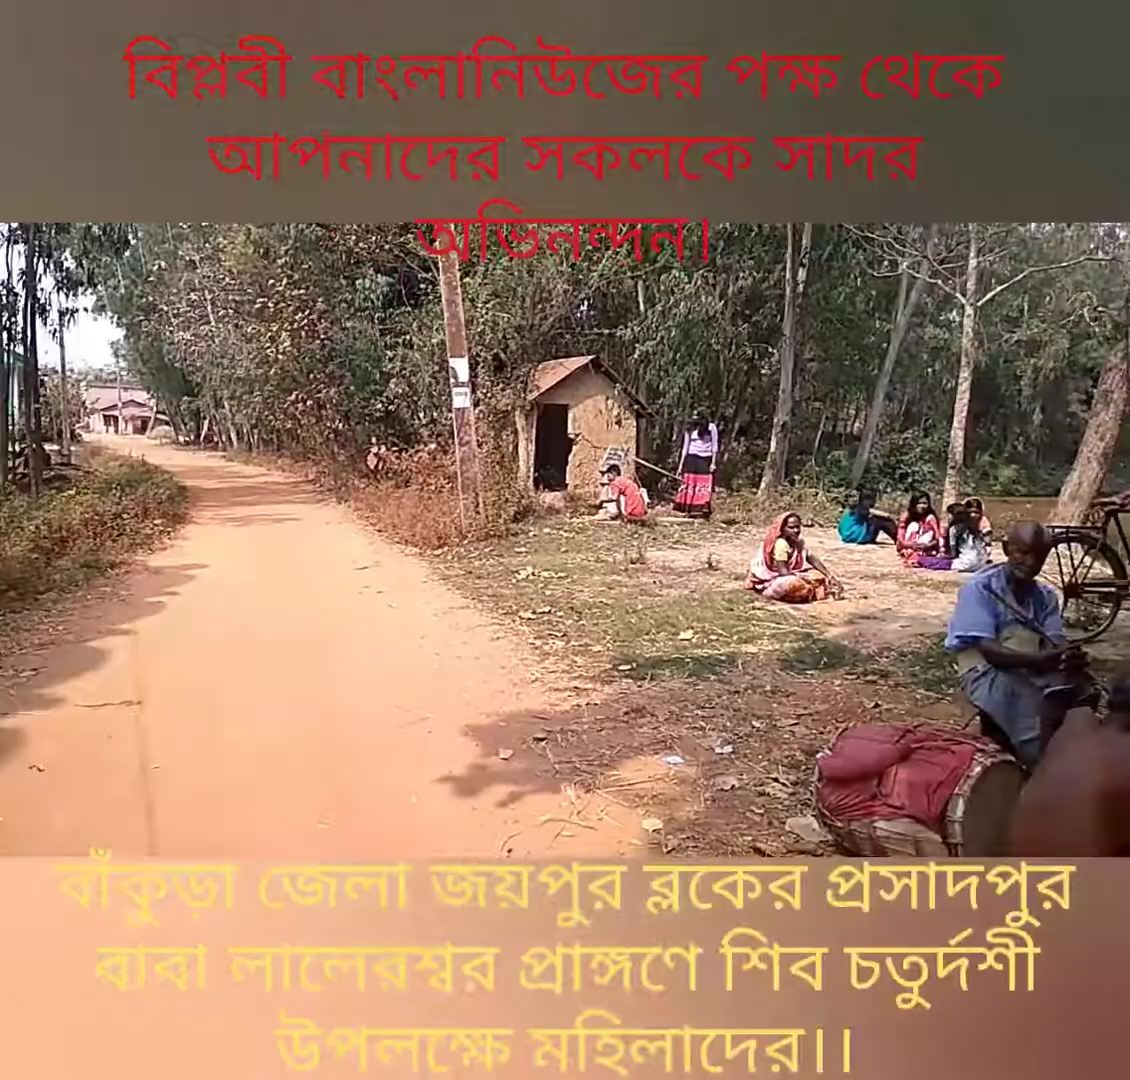 বিপ্লবী বাংলানিউজের পক্ষ থেকে
আপনাদের সকলকে সাদর
অভিনন্দন।
বাঁকুড়া জেলা জয়পুর ব্লকের প্রসাদপুর
বাবা লালেরশ্বর প্রাঙ্গণে শিব চতুর্দশী
উপলক্ষে মহিলাদের।।